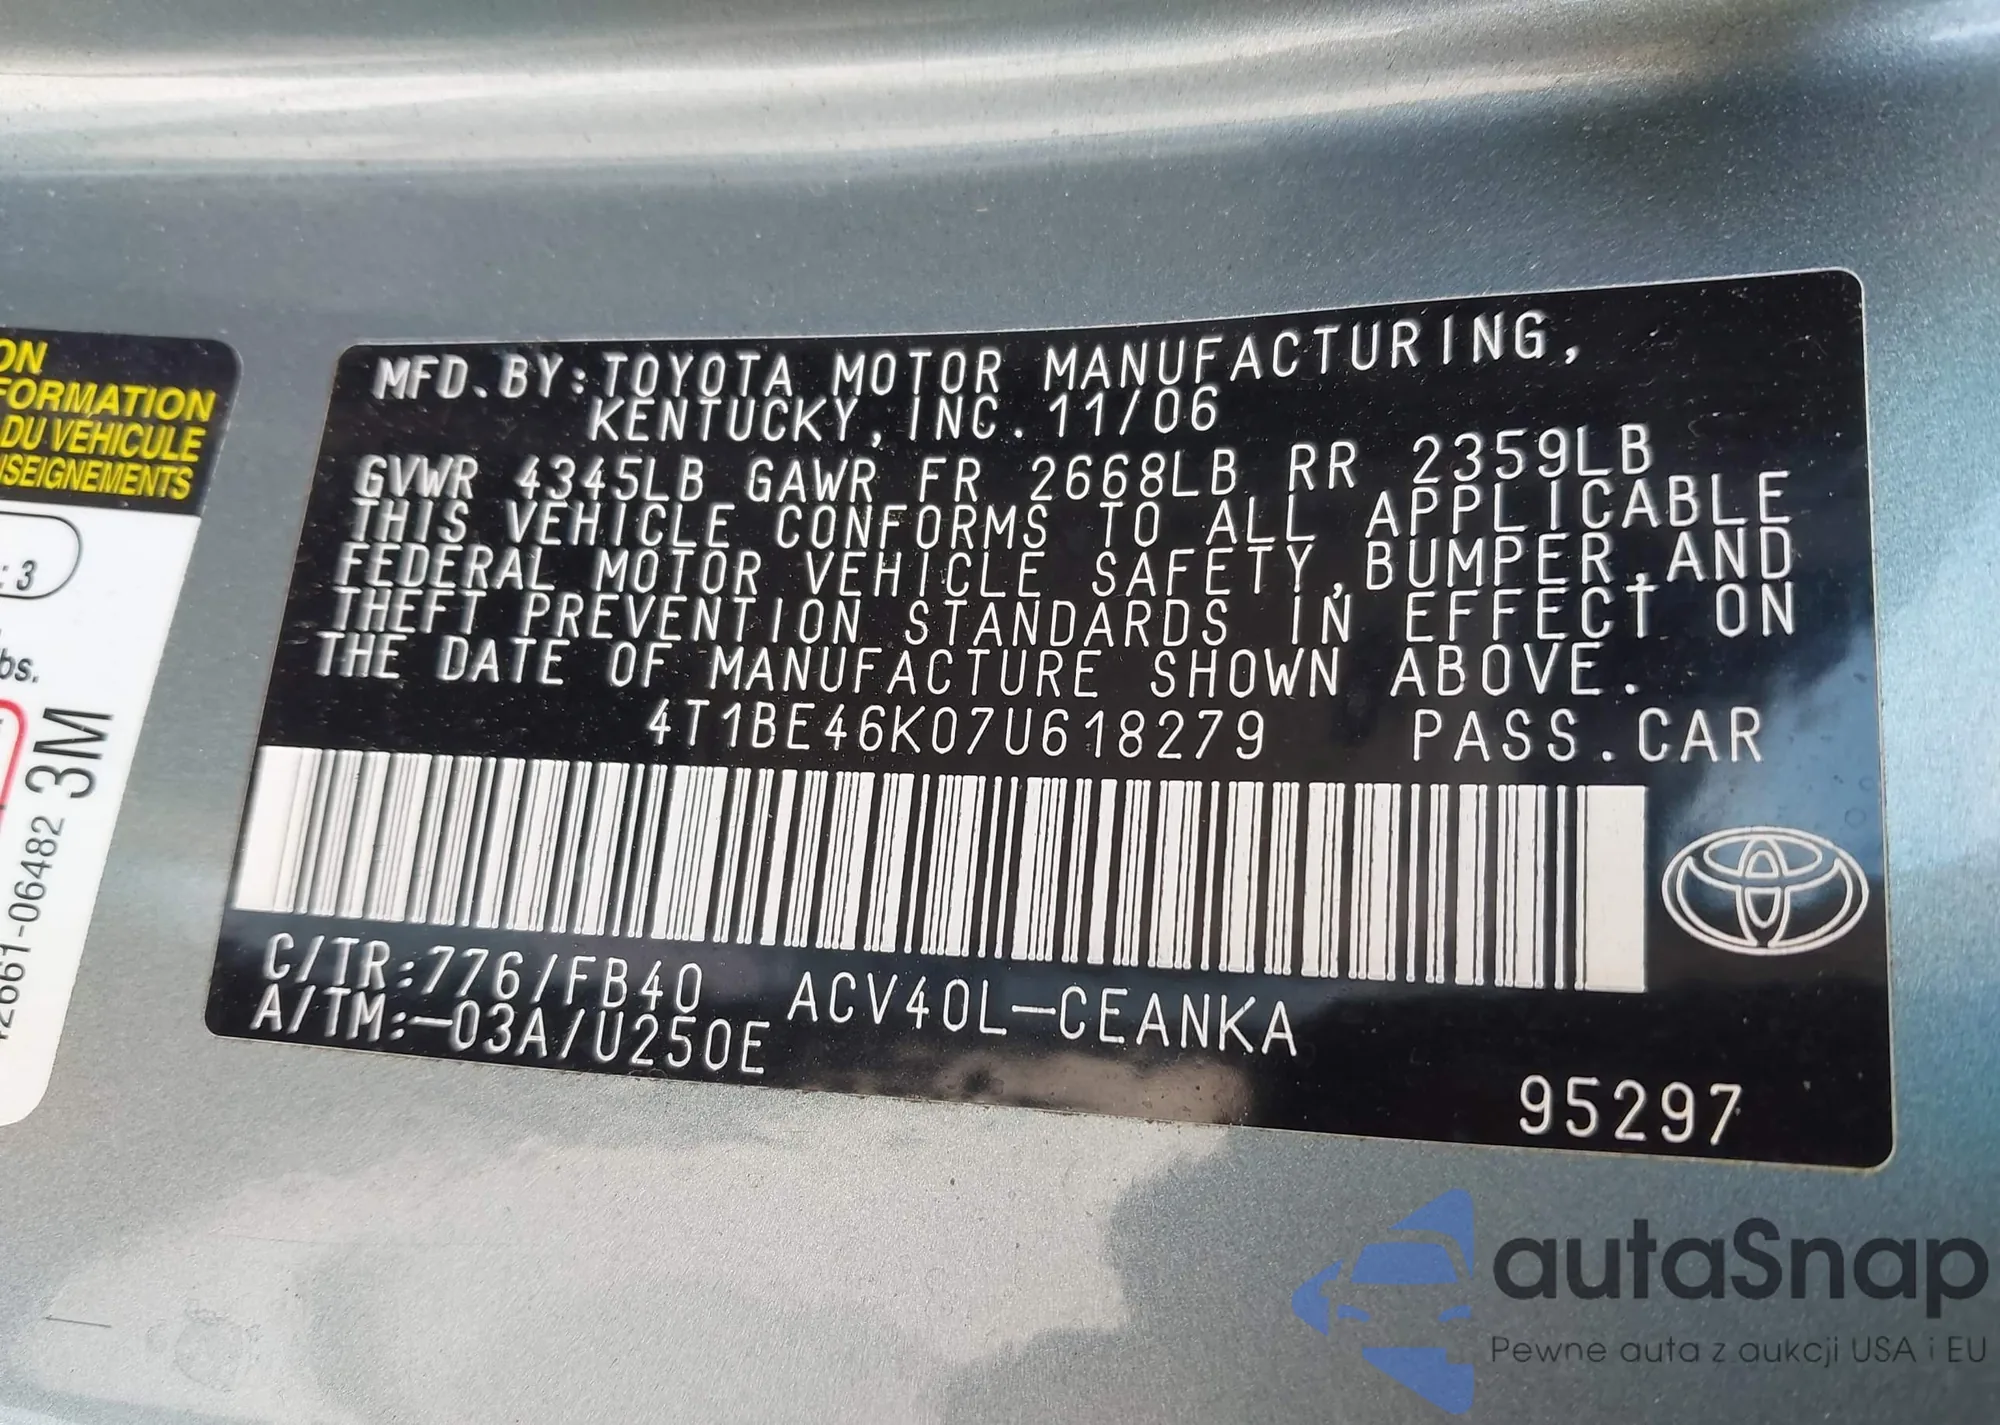 ON
FORMATION
DU VÉHICULE
NSEIGNEMENTS
: 3
bs.
12661-06482 3M
MFD. BY: TOYOTA MOTOR MANUFACTURING,
KENTUCKY, INC. 11/06
GVWR 4345LB GAWR FR 2668LB RR 2359LB
THIS VEHICLE CONFORMS TO ALL APPLICABLE
FEDERAL MOTOR VEHICLE SAFETY, BUMPER, AND
THEFT PREVENTION STANDARDS IN EFFECT ON
THE DATE OF MANUFACTURE SHOWN ABOVE.
4T1BE46K07U618279 PASS. CAR
C/TR: 776/FB40 ACV40L-CEANKA
A/TM:-03A/U250E
95297
autaSnap
Pewne auta z aukcji USA i EU